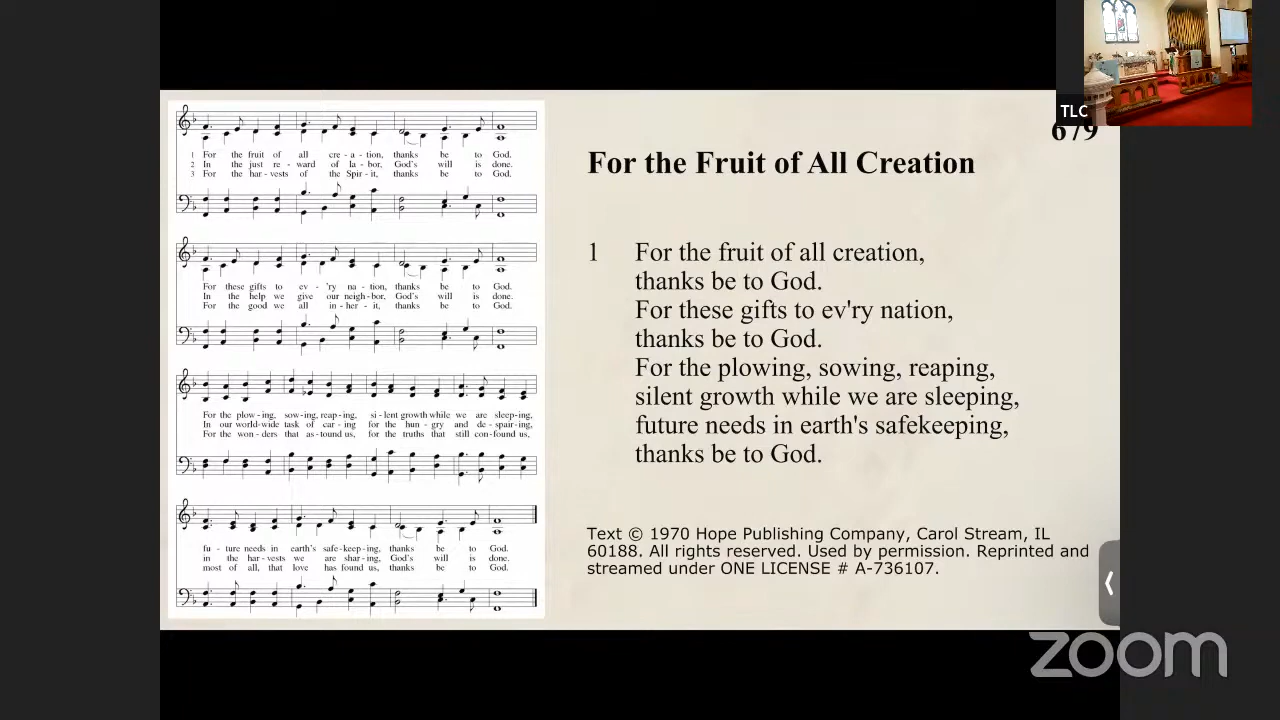 1 For the fruit of all cre - a - tion, thanks be to God.
2 In the just re - ward of la - bor, God's will is done.
3 For the har - vests of the Spir - it, thanks be to God.
For these gifts to ev - 'ry na - tion, thanks be to God.
In the help we give our neigh - bor, God's will is done.
For the good we all in - her - it, thanks be to God.
For the plow - ing, sow - ing, reap - ing, si - lent growth while we are sleep - ing,
In our world-wide task of car - ing for the hun - gry and de - spair - ing,
For the won - ders that as - tound us, for the truths that still con - found us,
fu - ture needs in earth's safe - keep - ing, thanks be to God.
in the har - vests we are shar - ing, God's will is done.
most of all, that love has found us, thanks be to God.
TLC
679
For the Fruit of All Creation
1 For the fruit of all creation,
thanks be to God.
For these gifts to ev'ry nation,
thanks be to God.
For the plowing, sowing, reaping,
silent growth while we are sleeping,
future needs in earth's safekeeping,
thanks be to God.
Text © 1970 Hope Publishing Company, Carol Stream, IL
60188. All rights reserved. Used by permission. Reprinted and
streamed under ONE LICENSE # A-736107.
zoom